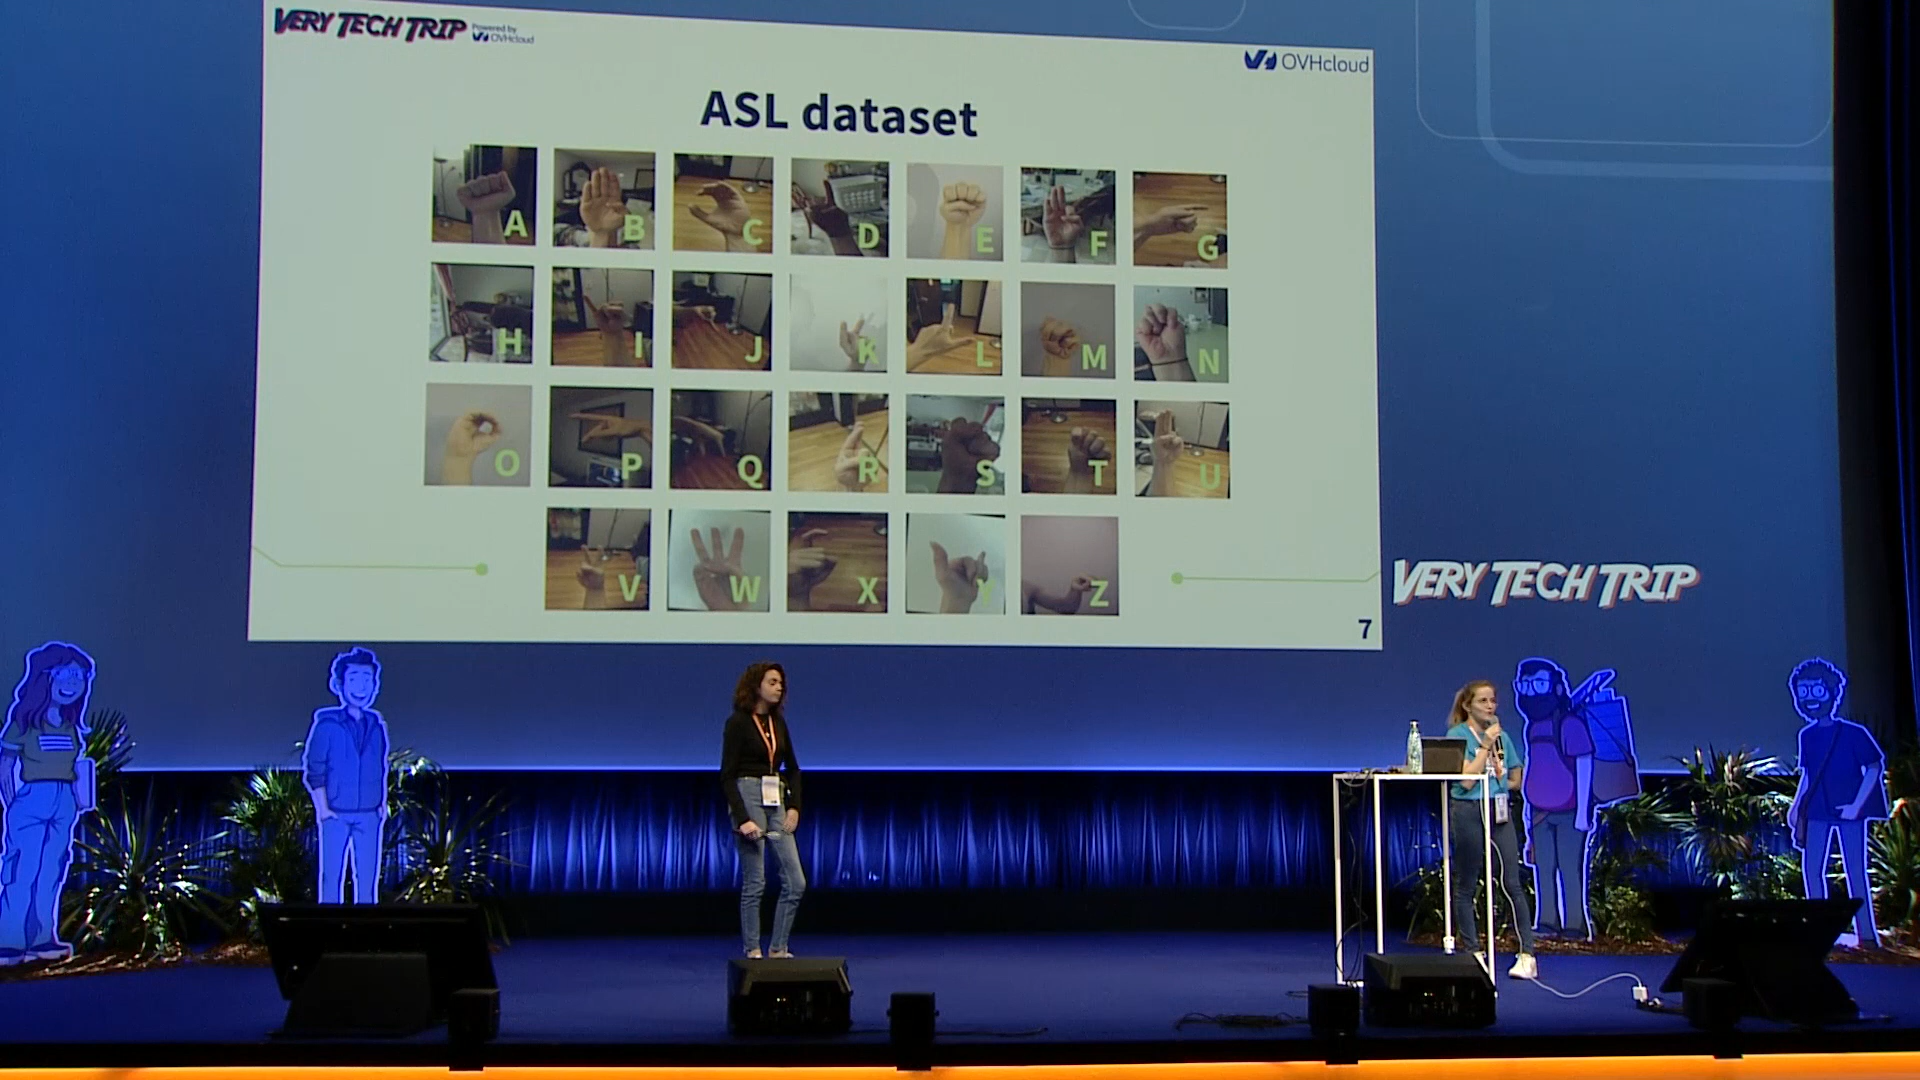 VERY TECH TRIP
Powered by
OVHcloud
OVHcloud
ASL dataset
A B C D E F G
H I J K L M N
O P Q R S T U
V W X Y Z
7
VERY TECH TRIP